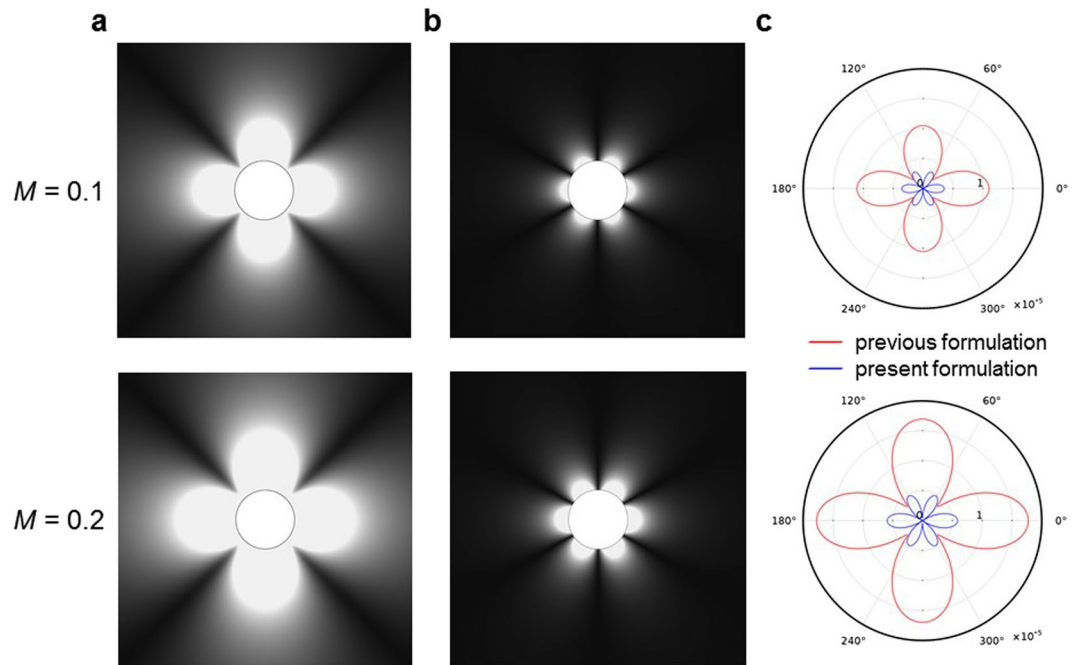 a b c
120° 60°
M = 0.1 180° 0 1 0°
240° 300° ×10⁻⁵
previous formulation
present formulation
120° 60°
M = 0.2 180° 0 1 0°
240° 300° ×10⁻⁵